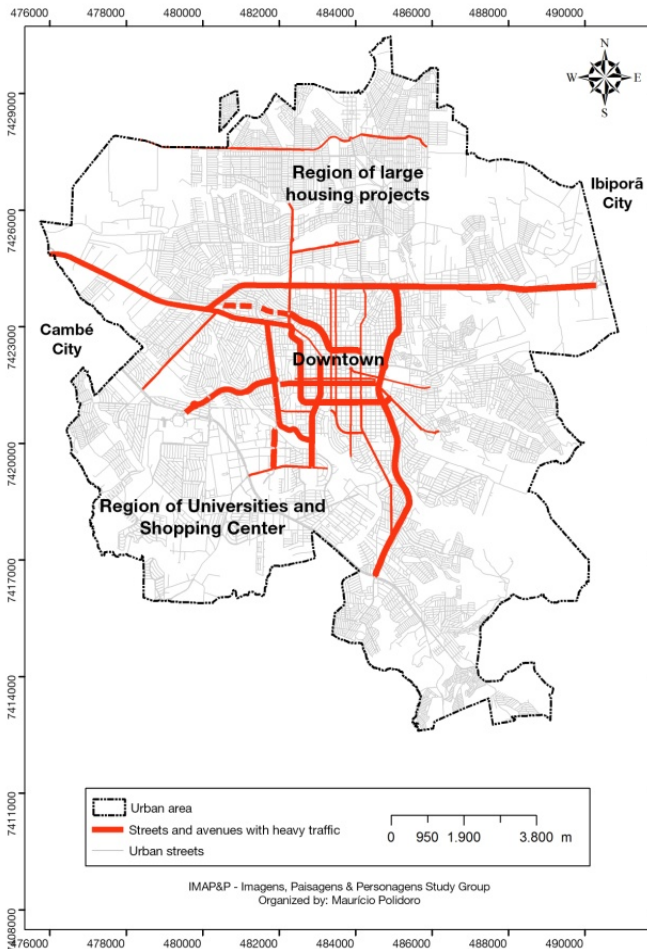 476000 478000 480000 482000 484000 486000 488000 490000
N
W E
S
7429000
Region of large
housing projects
Ibiporã
City
7426000
7423000
Cambé
City
Downtown
7420000
Region of Universities and
Shopping Center
7417000
7414000
7411000
Urban area
Streets and avenues with heavy traffic
Urban streets
0 950 1.900 3.800 m
IMAP&P - Imagens, Paisagens & Personagens Study Group
Organized by: Maurício Polidoro
7408000
476000 478000 480000 482000 484000 486000 488000 490000